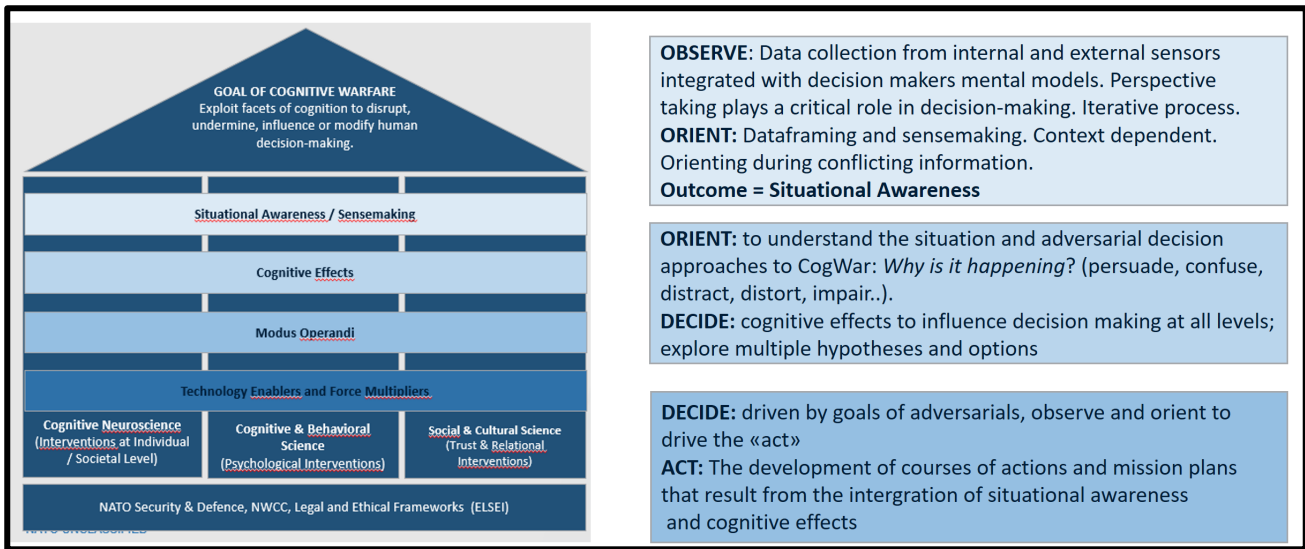 GOAL OF COGNITIVE WARFARE
Exploit facets of cognition to disrupt,
undermine, influence or modify human
decision-making.
Situational Awareness / Sensemaking
Cognitive Effects
Modus Operandi
Technology Enablers and Force Multipliers
Cognitive Neuroscience
(Interventions at Individual
/ Societal Level)
Cognitive & Behavioral
Science
(Psychological Interventions)
Social & Cultural Science
(Trust & Relational
Interventions)
NATO Security & Defence, NWCC, Legal and Ethical Frameworks (ELSEI)
NATO UNCLASSIFIED
OBSERVE: Data collection from internal and external sensors
integrated with decision makers mental models. Perspective
taking plays a critical role in decision-making. Iterative process.
ORIENT: Dataframing and sensemaking. Context dependent.
Orienting during conflicting information.
Outcome = Situational Awareness
ORIENT: to understand the situation and adversarial decision
approaches to CogWar: Why is it happening? (persuade, confuse,
distract, distort, impair..).
DECIDE: cognitive effects to influence decision making at all levels;
explore multiple hypotheses and options
DECIDE: driven by goals of adversarials, observe and orient to
drive the «act»
ACT: The development of courses of actions and mission plans
that result from the intergration of situational awareness
and cognitive effects